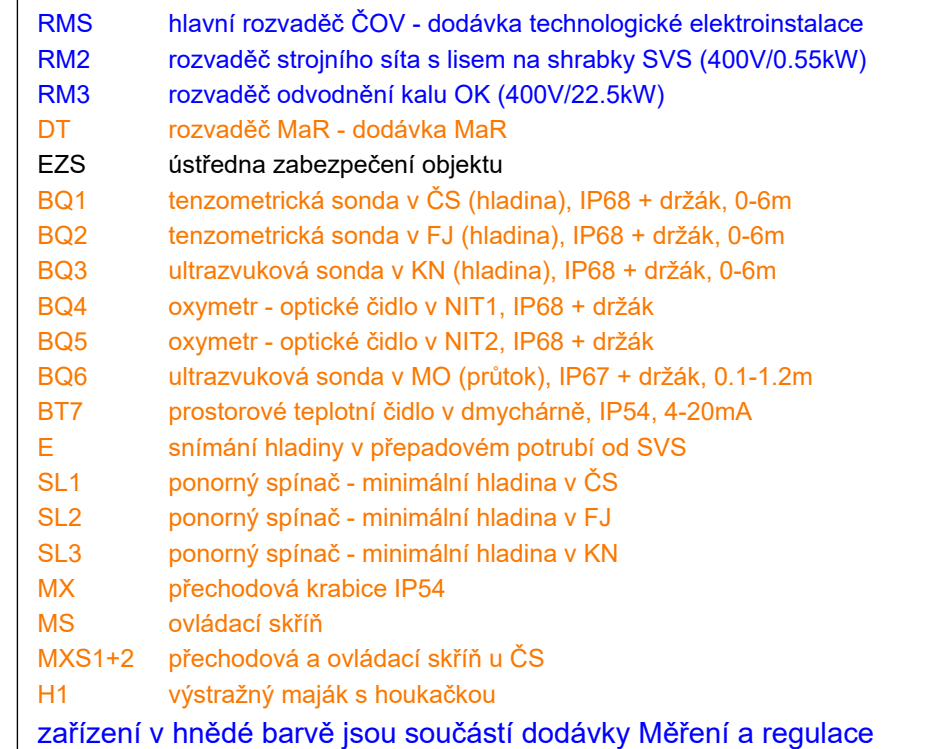 RMS hlavní rozvaděč ČOV - dodávka technologické elektroinstalace
RM2 rozvaděč strojního síta s lisem na shrabky SVS (400V/0.55kW)
RM3 rozvaděč odvodnění kalu OK (400V/22.5kW)
DT rozvaděč MaR - dodávka MaR
EZS ústředna zabezpečení objektu
BQ1 tenzometrická sonda v ČS (hladina), IP68 + držák, 0-6m
BQ2 tenzometrická sonda v FJ (hladina), IP68 + držák, 0-6m
BQ3 ultrazvuková sonda v KN (hladina), IP68 + držák, 0-6m
BQ4 oxymetr - optické čidlo v NIT1, IP68 + držák
BQ5 oxymetr - optické čidlo v NIT2, IP68 + držák
BQ6 ultrazvuková sonda v MO (průtok), IP67 + držák, 0.1-1.2m
BT7 prostorové teplotní čidlo v dmychárně, IP54, 4-20mA
E snímání hladiny v přepadovém potrubí od SVS
SL1 ponorný spínač - minimální hladina v ČS
SL2 ponorný spínač - minimální hladina v FJ
SL3 ponorný spínač - minimální hladina v KN
MX přechodová krabice IP54
MS ovládací skříň
MXS1+2 přechodová a ovládací skříň u ČS
H1 výstražný maják s houkačkou
zařízení v hnědé barvě jsou součástí dodávky Měření a regulace